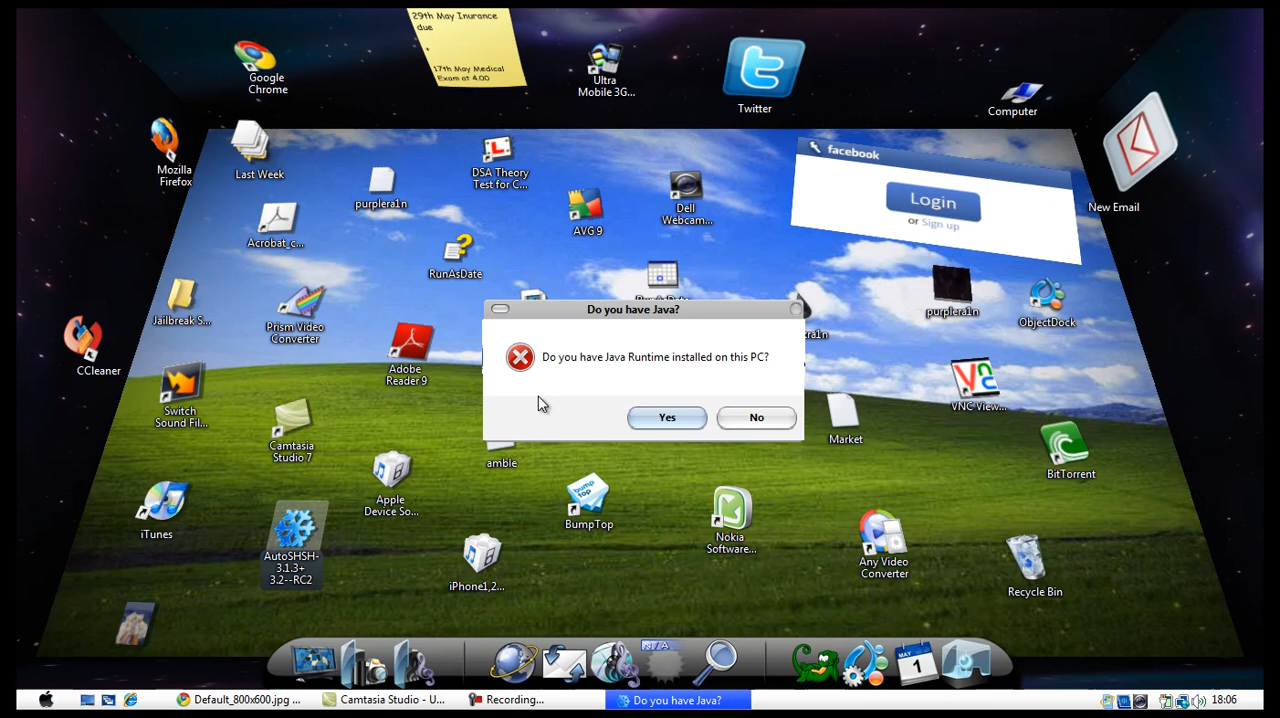 29th May Inurance
due
+
17th May Medical
Exam at 4.00
Google
Chrome
Ultra
Mobile 3G...
Twitter
Computer
Mozilla
Firefox
Last Week
purplera1n
DSA Theory
Test for C...
AVG 9
Dell
Webcam...
facebook
Login
or Sign up
New Email
Acrobat_c...
RunAsDate
RunAsDate
Jailbreak S...
Prism Video
Converter
Do you have Java?
Do you have Java Runtime installed on this PC?
Yes
No
purplera1n
ObjectDock
CCleaner
Adobe
Reader 9
Switch
Sound Fil...
Camtasia
Studio 7
VNC View...
Market
amble
BitTorrent
Apple
Device So...
bump
top
BumpTop
Nokia
Software...
iTunes
AutoSHSH-
3.1.3+
3.2--RC2
iPhone1,2...
Any Video
Converter
Recycle Bin
N/A
MAY
1
Default_800x600.jpg ...
Camtasia Studio - U...
Recording...
Do you have Java?
18:06